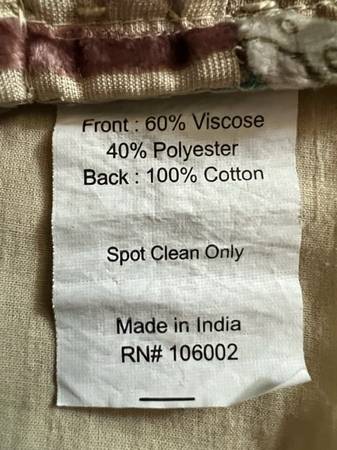 Front : 60% Viscose
40% Polyester
Back : 100% Cotton
Spot Clean Only
Made in India
RN# 106002